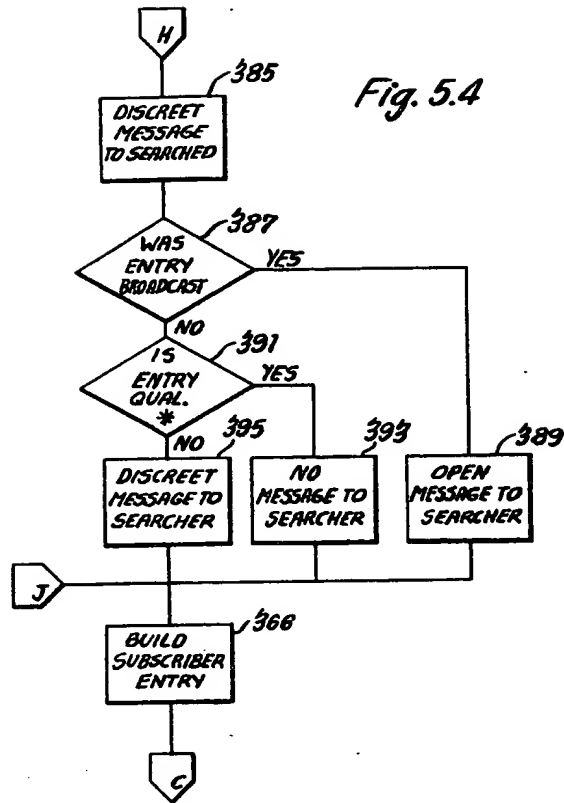 H
385
Fig. 5.4
DISCREET
MESSAGE
TO SEARCHED
387
WAS
ENTRY
BROADCAST
YES
NO
391
IS
ENTRY
QUAL.
*
YES
NO
395
393
389
DISCREET
MESSAGE TO
SEARCHER
NO
MESSAGE TO
SEARCHER
OPEN
MESSAGE TO
SEARCHER
J
368
BUILD
SUBSCRIBER
ENTRY
C